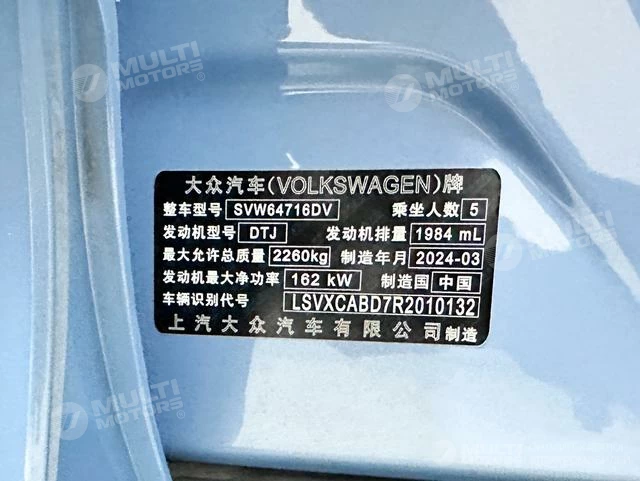 MULTI
MOTORS®
MULTI
MOTORS
大众汽车(VOLKSWAGEN)牌
整车型号 SVW64716DV 乘坐人数 5
发动机型号 DTJ 发动机排量 1984 mL
最大允许总质量 2260kg 制造年月 2024-03
发动机最大净功率 162 kW 制造国 中国
车辆识别代号 LSVXCABD7R2010132
上汽大众汽车有限公司制造
MULTI
MOTORS
MULTI
MOTORS